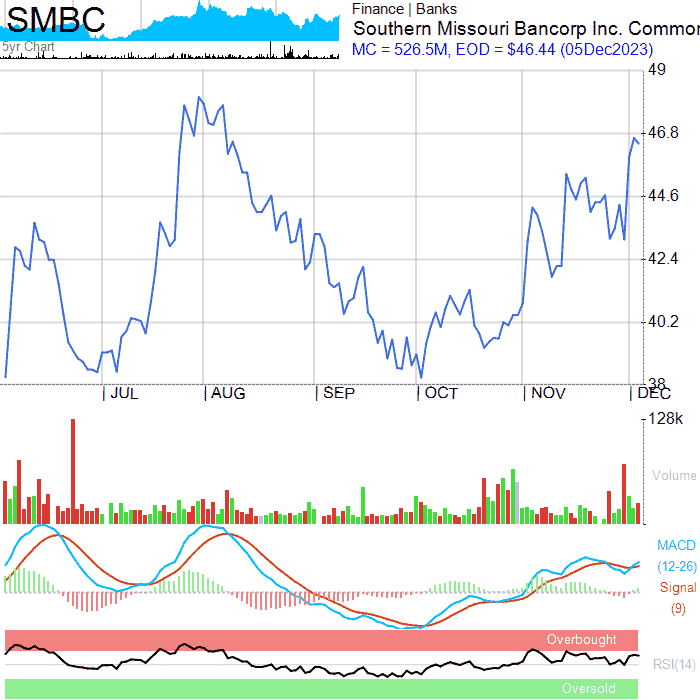 SMBC
5yr Chart
Finance | Banks
Southern Missouri Bancorp Inc. Common
MC = 526.5M, EOD = $46.44 (05Dec2023)
49
46.8
44.6
42.4
40.2
38
JUL
AUG
SEP
OCT
NOV
DEC
128k
Volume
MACD
(12-26)
Signal
(9)
Overbought
RSI(14)
Oversold